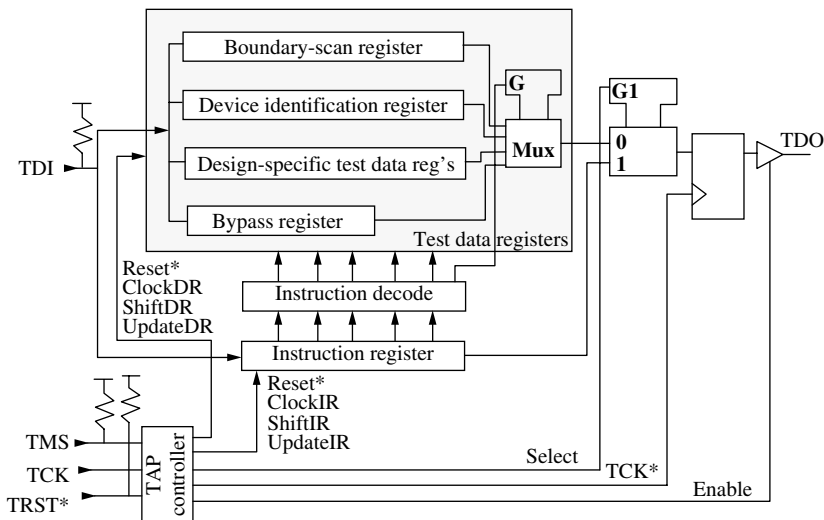 Boundary-scan register
G
G1
Device identification register
TDI
Mux
0
1
TDO
Design-specific test data reg's
Bypass register
Test data registers
Reset*
ClockDR
ShiftDR
UpdateDR
Instruction decode
Instruction register
Reset*
ClockIR
ShiftIR
UpdateIR
TMS
TCK
TRST*
TAP
controller
Select
TCK*
Enable